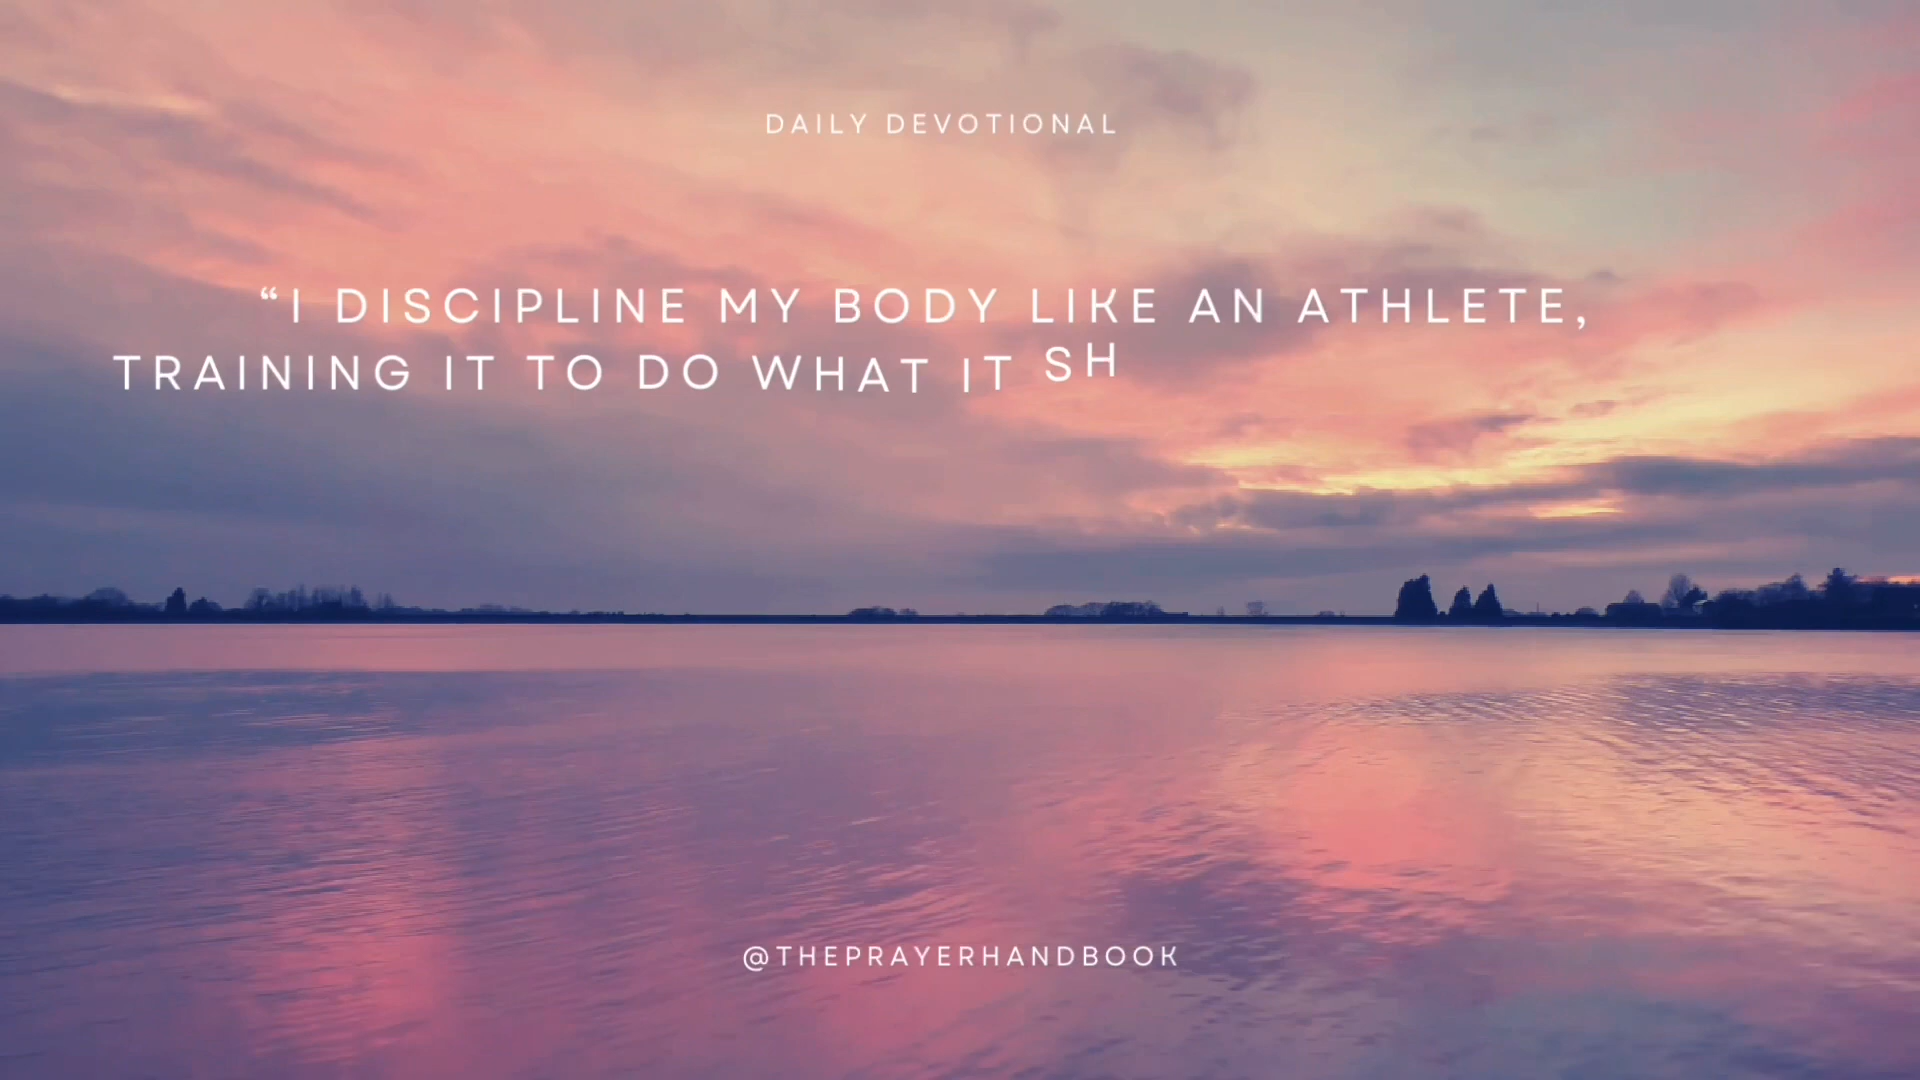 DAILY DEVOTIONAL
“I DISCIPLINE MY BODY LIKE AN ATHLETE,
TRAINING IT TO DO WHAT IT SH
@THEPRAYERHANDBOOK